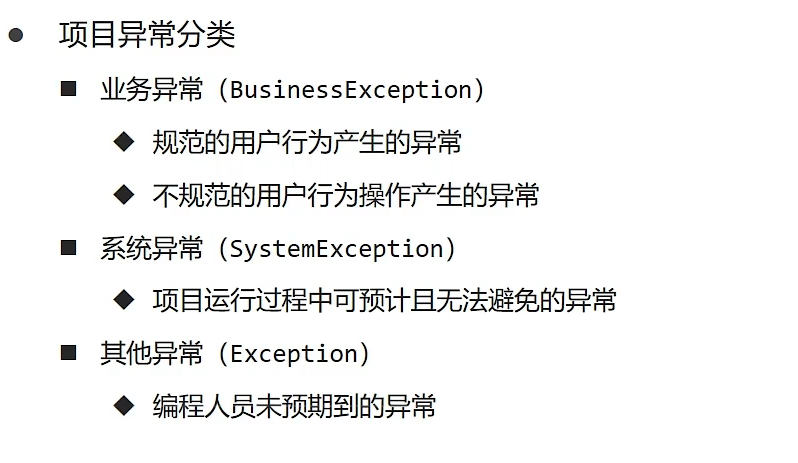 项目异常分类
业务异常（BusinessException）
规范的用户行为产生的异常
不规范的用户行为操作产生的异常
系统异常（SystemException）
项目运行过程中可预计且无法避免的异常
其他异常（Exception）
编程人员未预期到的异常